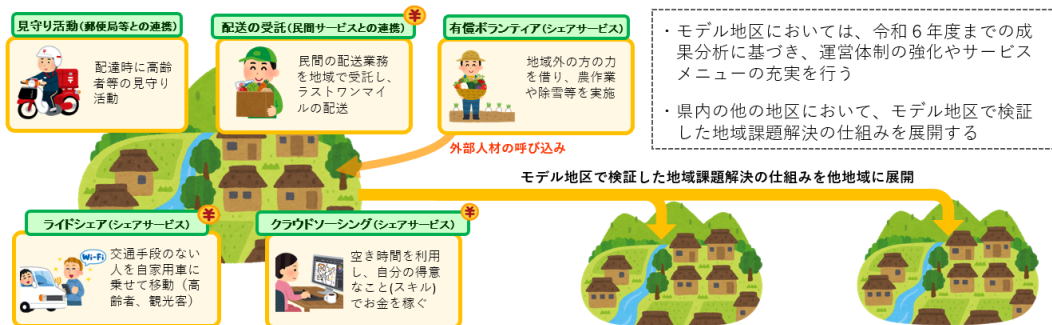 見守り活動(郵便局等との連携)
配達時に高齢
者等の見守り
活動
配送の受託(民間サービスとの連携)
¥
民間の配送業務
を地域で受託し、
ラストワンマイ
ルの配送
有償ボランティア(シェアサービス)
地域外の方の力
を借り、農作業
や除雪等を実施
・モデル地区においては、令和６年度までの成
果分析に基づき、運営体制の強化やサービス
メニューの充実を行う
・県内の他の地区において、モデル地区で検証
した地域課題解決の仕組みを展開する
外部人材の呼び込み
モデル地区で検証した地域課題解決の仕組みを他地域に展開
ライドシェア(シェアサービス)
¥
Wi-Fi
交通手段のない
人を自家用車に
乗せて移動（高
齢者、観光客）
クラウドソーシング(シェアサービス)
¥
空き時間を利用
し、自分の得意
なこと(スキル)
でお金を稼ぐ